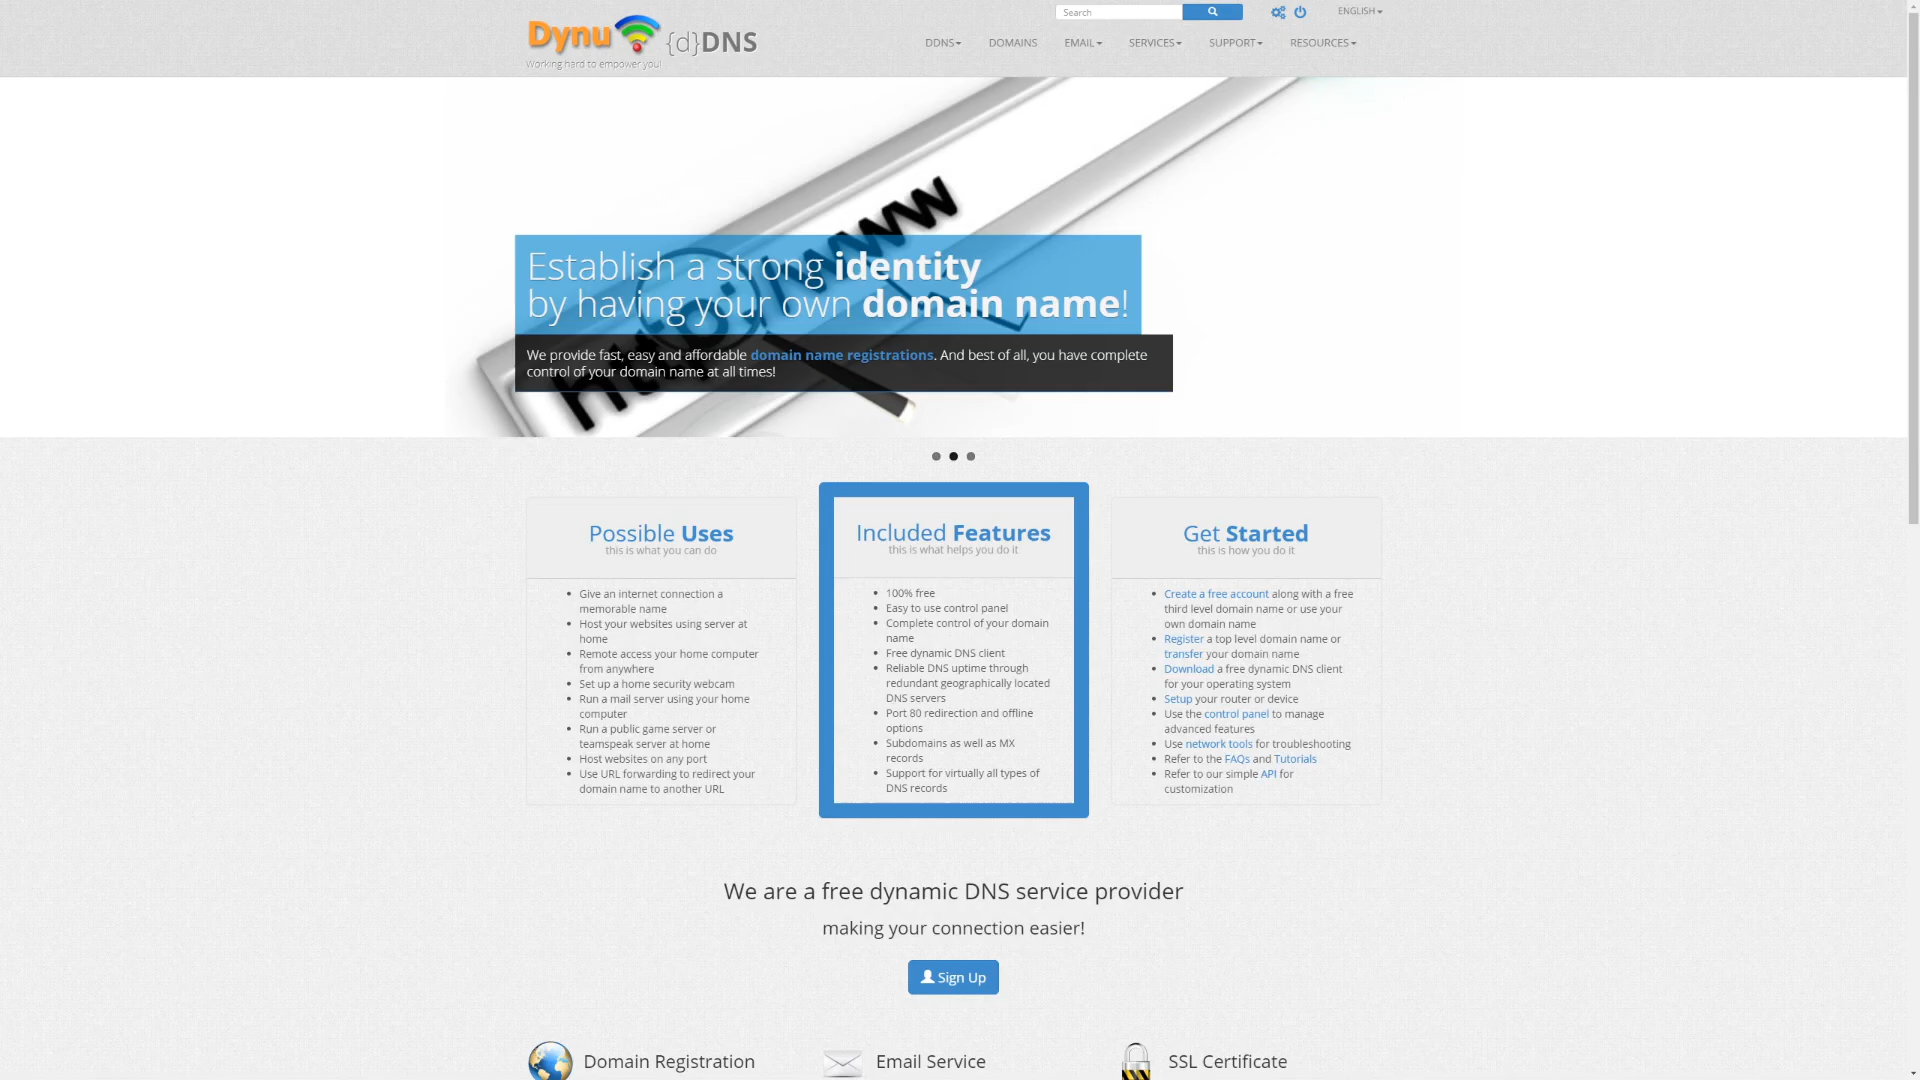 Dynu {d}DNS
Working hard to empower you!
Search
ENGLISH
DDNS DOMAINS EMAIL SERVICES SUPPORT RESOURCES
http://www
Establish a strong identity
by having your own domain name!
We provide fast, easy and affordable domain name registrations. And best of all, you have complete
control of your domain name at all times!
Possible Uses
this is what you can do
Give an internet connection a
memorable name
Host your websites using server at
home
Remote access your home computer
from anywhere
Set up a home security webcam
Run a mail server using your home
computer
Run a public game server or
teamspeak server at home
Host websites on any port
Use URL forwarding to redirect your
domain name to another URL
Included Features
this is what helps you do it
100% free
Easy to use control panel
Complete control of your domain
name
Free dynamic DNS client
Reliable DNS uptime through
redundant geographically located
DNS servers
Port 80 redirection and offline
options
Subdomains as well as MX
records
Support for virtually all types of
DNS records
Get Started
this is how you do it
Create a free account along with a free
third level domain name or use your
own domain name
Register a top level domain name or
transfer your domain name
Download a free dynamic DNS client
for your operating system
Setup your router or device
Use the control panel to manage
advanced features
Use network tools for troubleshooting
Refer to the FAQs and Tutorials
Refer to our simple API for
customization
We are a free dynamic DNS service provider
making your connection easier!
Sign Up
Domain Registration
Email Service
SSL Certificate